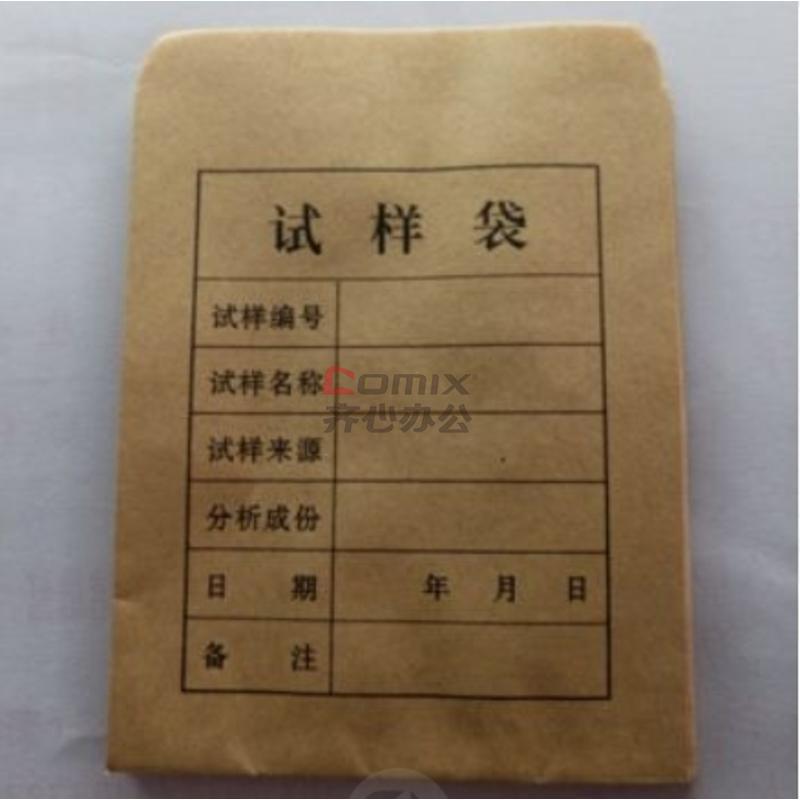 试样袋
试样编号
试样名称
Comix
齐心办公
试样来源
分析成份
日期 年 月 日
备注